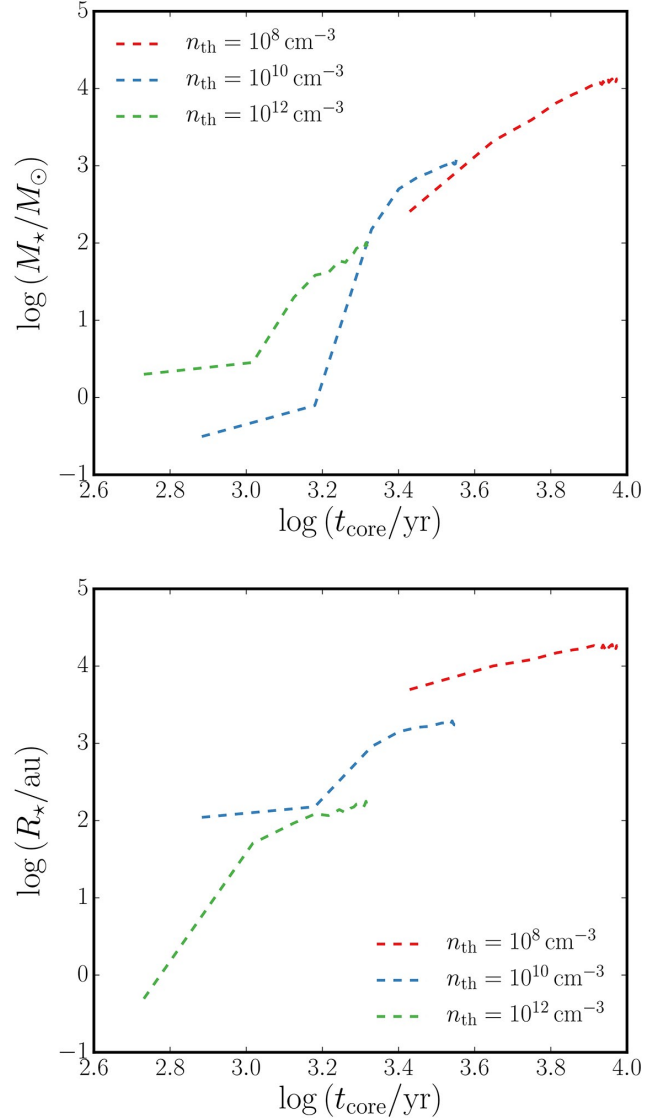 5
4
3
2
1
0
−1
log (M⋆/M⊙)
n_th = 10^8 cm^−3
n_th = 10^10 cm^−3
n_th = 10^12 cm^−3
2.6 2.8 3.0 3.2 3.4 3.6 3.8 4.0
log (t_core/yr)
5
4
3
2
1
0
−1
log (R⋆/au)
n_th = 10^8 cm^−3
n_th = 10^10 cm^−3
n_th = 10^12 cm^−3
2.6 2.8 3.0 3.2 3.4 3.6 3.8 4.0
log (t_core/yr)